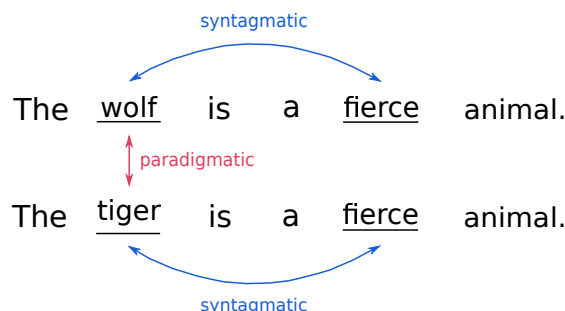 syntagmatic
The wolf is a fierce animal.
paradigmatic
The tiger is a fierce animal.
syntagmatic